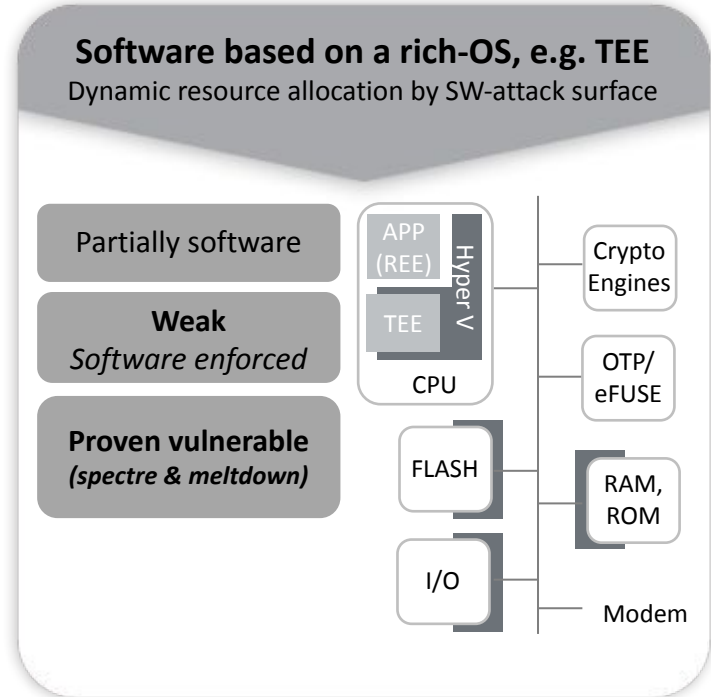 Software based on a rich-OS, e.g. TEE
Dynamic resource allocation by SW-attack surface
Partially software
Weak
Software enforced
Proven vulnerable
(spectre & meltdown)
APP
(REE)
Hyper V
TEE
CPU
FLASH
I/O
Crypto
Engines
OTP/
eFUSE
RAM,
ROM
Modem